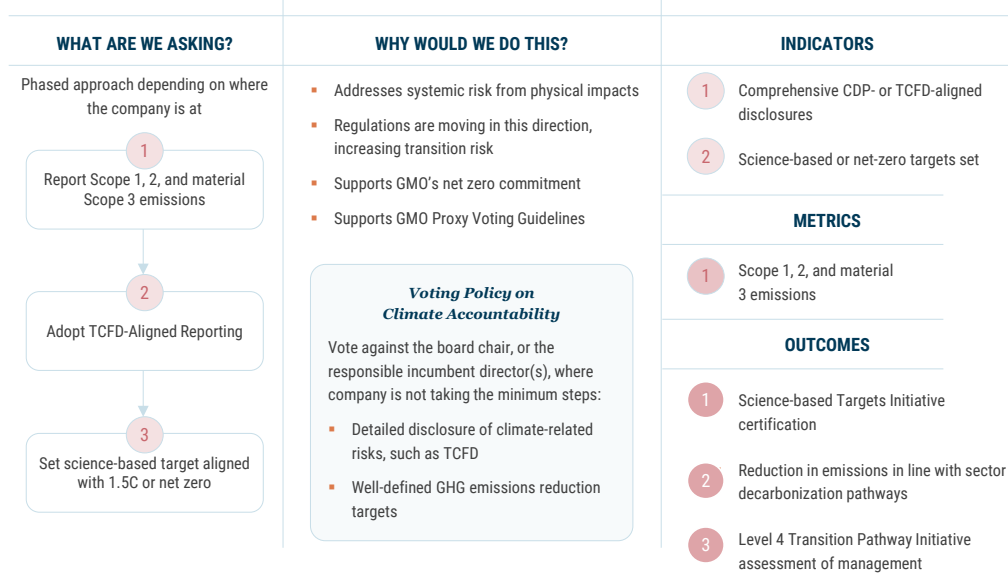 WHAT ARE WE ASKING?
Phased approach depending on where
the company is at
1
Report Scope 1, 2, and material
Scope 3 emissions
2
Adopt TCFD-Aligned Reporting
3
Set science-based target aligned
with 1.5C or net zero
WHY WOULD WE DO THIS?
Addresses systemic risk from physical impacts
Regulations are moving in this direction,
increasing transition risk
Supports GMO's net zero commitment
Supports GMO Proxy Voting Guidelines
Voting Policy on
Climate Accountability
Vote against the board chair, or the
responsible incumbent director(s), where
company is not taking the minimum steps:
Detailed disclosure of climate-related
risks, such as TCFD
Well-defined GHG emissions reduction
targets
INDICATORS
1
Comprehensive CDP- or TCFD-aligned
disclosures
2
Science-based or net-zero targets set
METRICS
1
Scope 1, 2, and material
3 emissions
OUTCOMES
1
Science-based Targets Initiative
certification
2
Reduction in emissions in line with sector
decarbonization pathways
3
Level 4 Transition Pathway Initiative
assessment of management